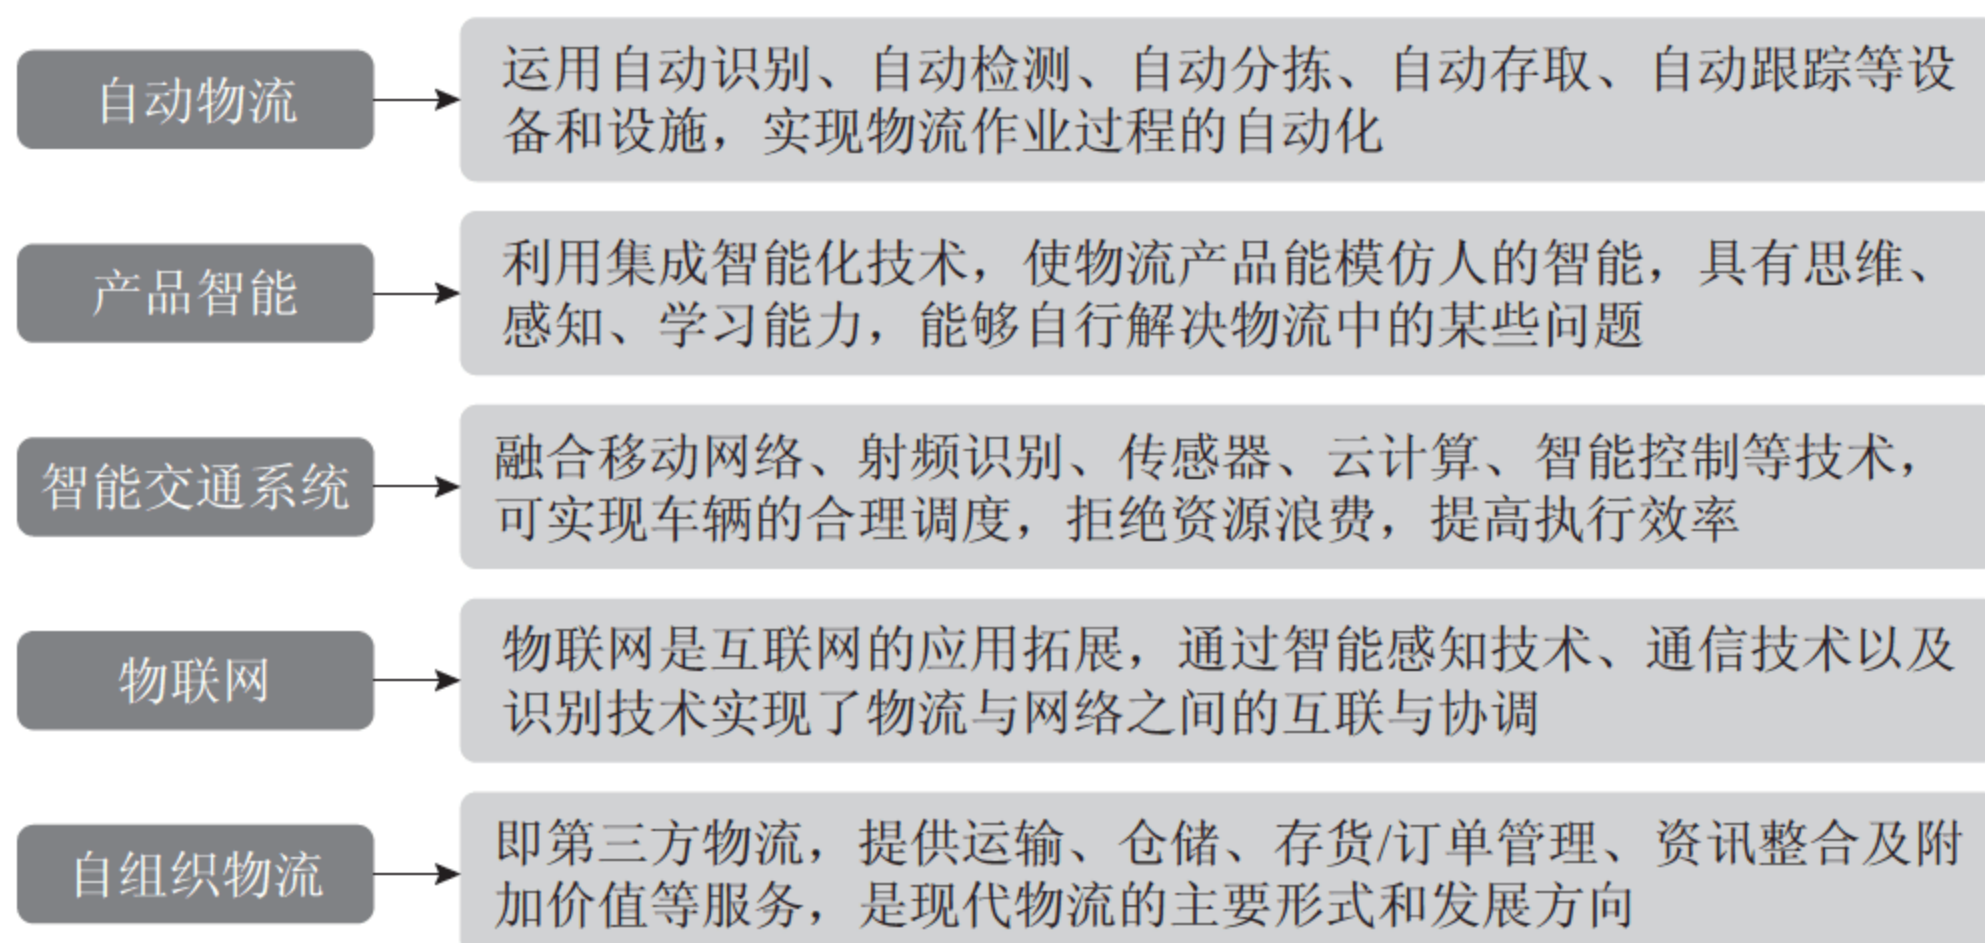 自动物流
运用自动识别、自动检测、自动分拣、自动存取、自动跟踪等设
备和设施，实现物流作业过程的自动化
产品智能
利用集成智能化技术，使物流产品能模仿人的智能，具有思维、
感知、学习能力，能够自行解决物流中的某些问题
智能交通系统
融合移动网络、射频识别、传感器、云计算、智能控制等技术，
可实现车辆的合理调度，拒绝资源浪费，提高执行效率
物联网
物联网是互联网的应用拓展，通过智能感知技术、通信技术以及
识别技术实现了物流与网络之间的互联与协调
自组织物流
即第三方物流，提供运输、仓储、存货/订单管理、资讯整合及附
加价值等服务，是现代物流的主要形式和发展方向